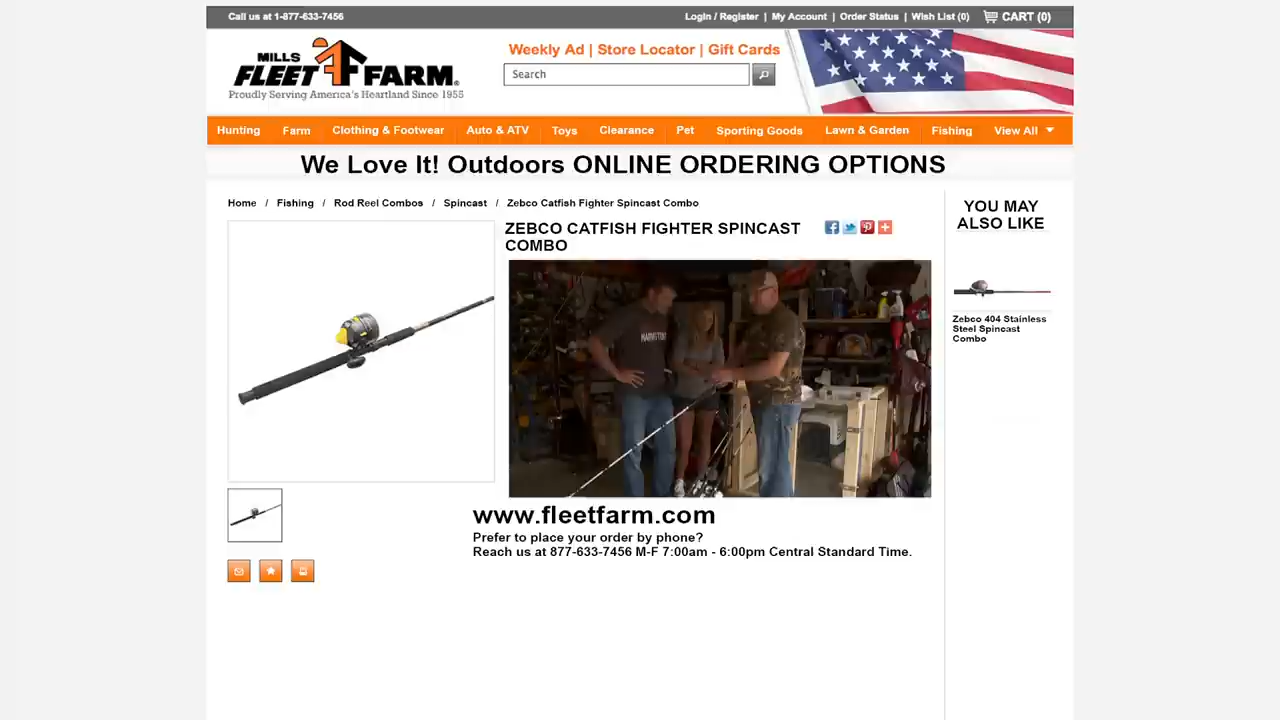 Call us at 1-877-633-7456
Login / Register | My Account | Order Status | Wish List (0) CART (0)
MILLS
FLEET FARM
Proudly Serving America's Heartland Since 1955
Weekly Ad | Store Locator | Gift Cards
Search
Hunting Farm Clothing & Footwear Auto & ATV Toys Clearance Pet Sporting Goods Lawn & Garden Fishing View All
We Love It! Outdoors ONLINE ORDERING OPTIONS
Home / Fishing / Rod Reel Combos / Spincast / Zebco Catfish Fighter Spincast Combo
ZEBCO CATFISH FIGHTER SPINCAST
COMBO
YOU MAY
ALSO LIKE
Zebco 404 Stainless
Steel Spincast
Combo
www.fleetfarm.com
Prefer to place your order by phone?
Reach us at 877-633-7456 M-F 7:00am - 6:00pm Central Standard Time.